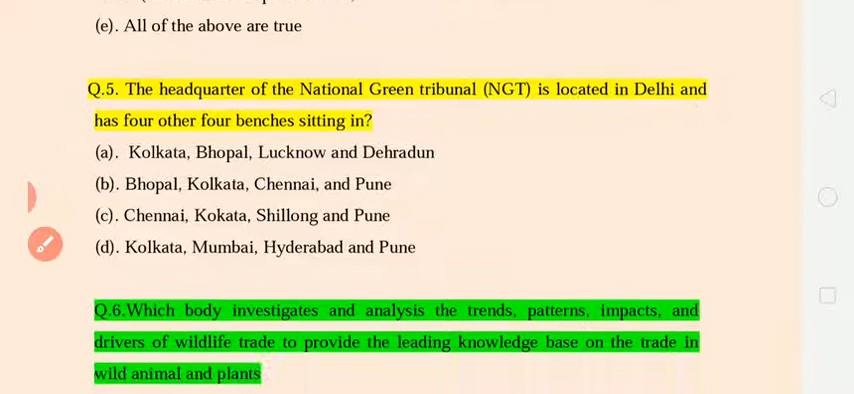 (e). All of the above are true
Q.5. The headquarter of the National Green tribunal (NGT) is located in Delhi and
has four other four benches sitting in?
(a). Kolkata, Bhopal, Lucknow and Dehradun
(b). Bhopal, Kolkata, Chennai, and Pune
(c). Chennai, Kokata, Shillong and Pune
(d). Kolkata, Mumbai, Hyderabad and Pune
Q.6.Which body investigates and analysis the trends, patterns, impacts, and
drivers of wildlife trade to provide the leading knowledge base on the trade in
wild animal and plants